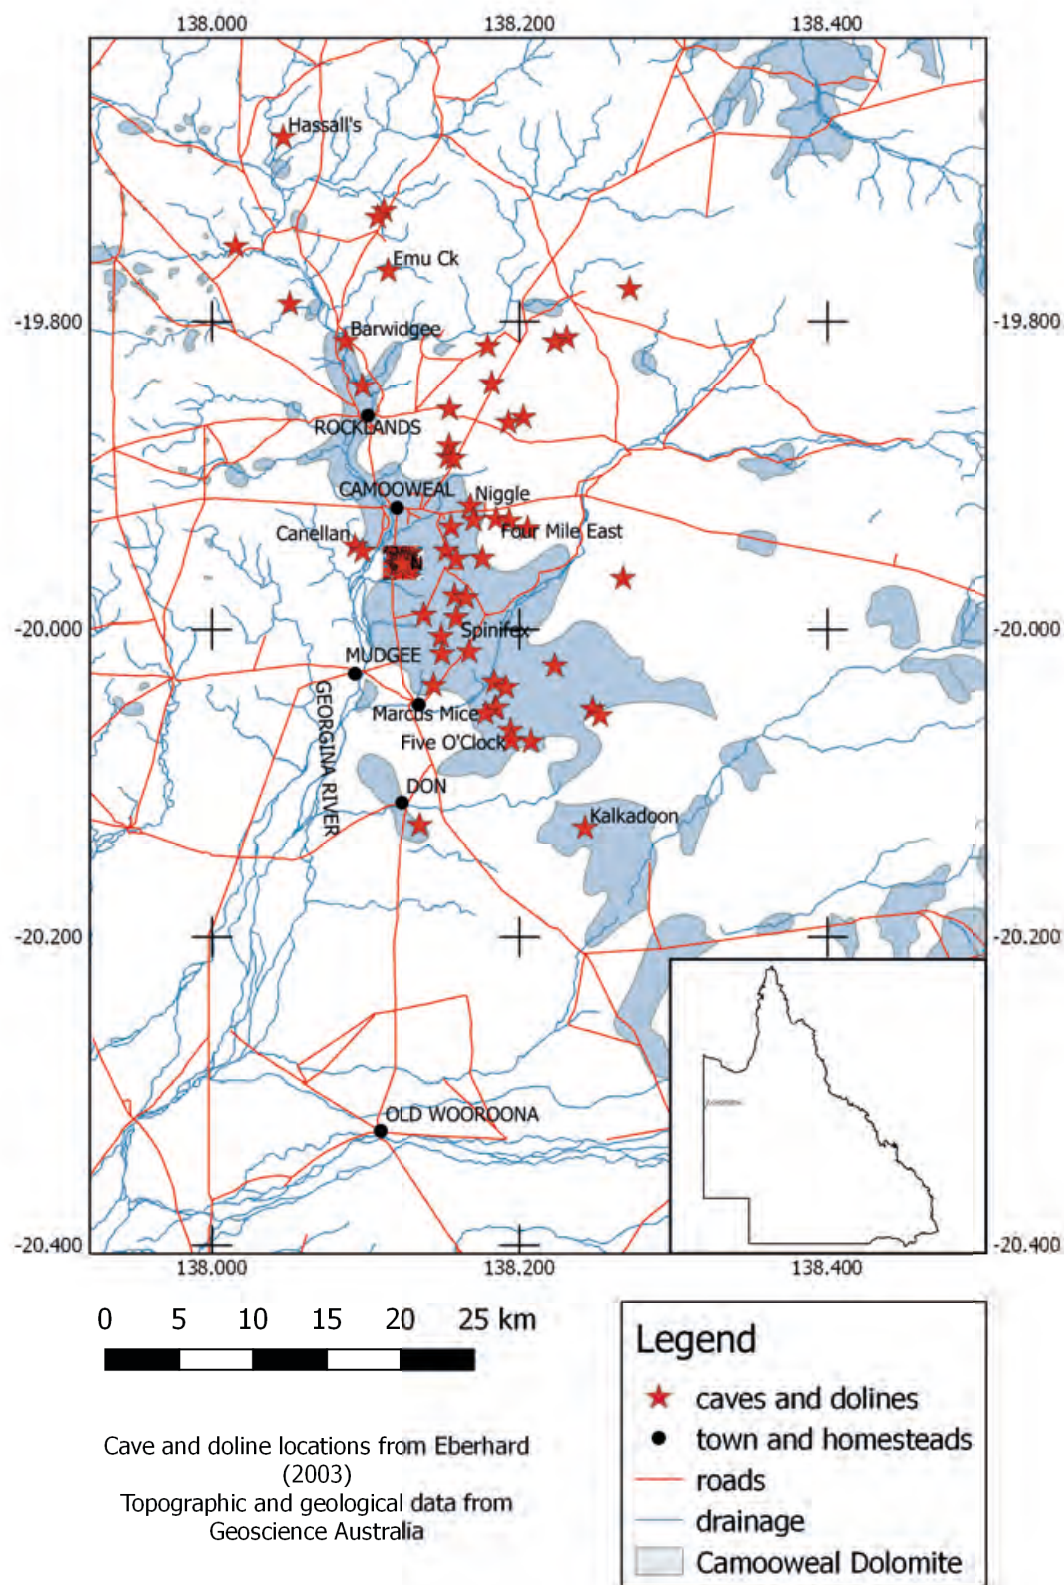 138.000
138.200
138.400
Hassall's
Emu Ck
-19.800
-19.800
Barwidgee
ROCKLANDS
CAMOOWEAL
Niggle
Canellan
Four Mile East
N
-20.000
-20.000
Spinifex
MUDGEE
GEORGINA RIVER
Marcus Mice
Five O'Clock
DON
Kalkadoon
-20.200
-20.200
OLD WOOROONA
-20.400
-20.400
138.000
138.200
138.400
0 5 10 15 20 25 km
Cave and doline locations from Eberhard
(2003)
Topographic and geological data from
Geoscience Australia
Legend
caves and dolines
town and homesteads
roads
drainage
Camooweal Dolomite